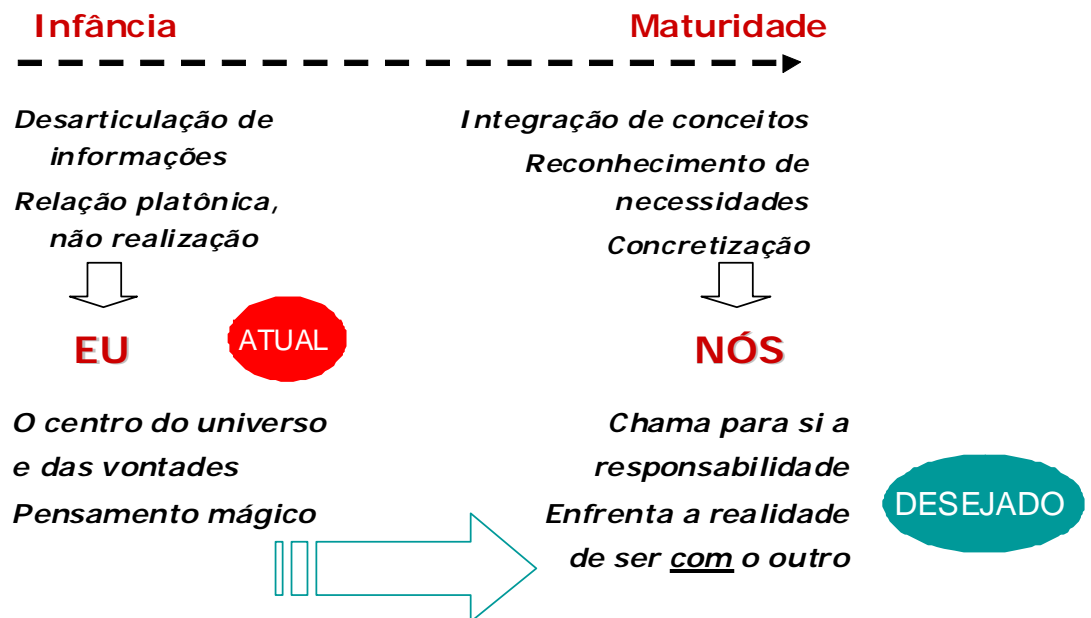 Infância
Maturidade
Desarticulação de
informações
Relação platônica,
não realização
Integração de conceitos
Reconhecimento de
necessidades
Concretização
EU
ATUAL
NÓS
O centro do universo
e das vontades
Pensamento mágico
Chama para si a
responsabilidade
Enfrenta a realidade
de ser com o outro
DESEJADO